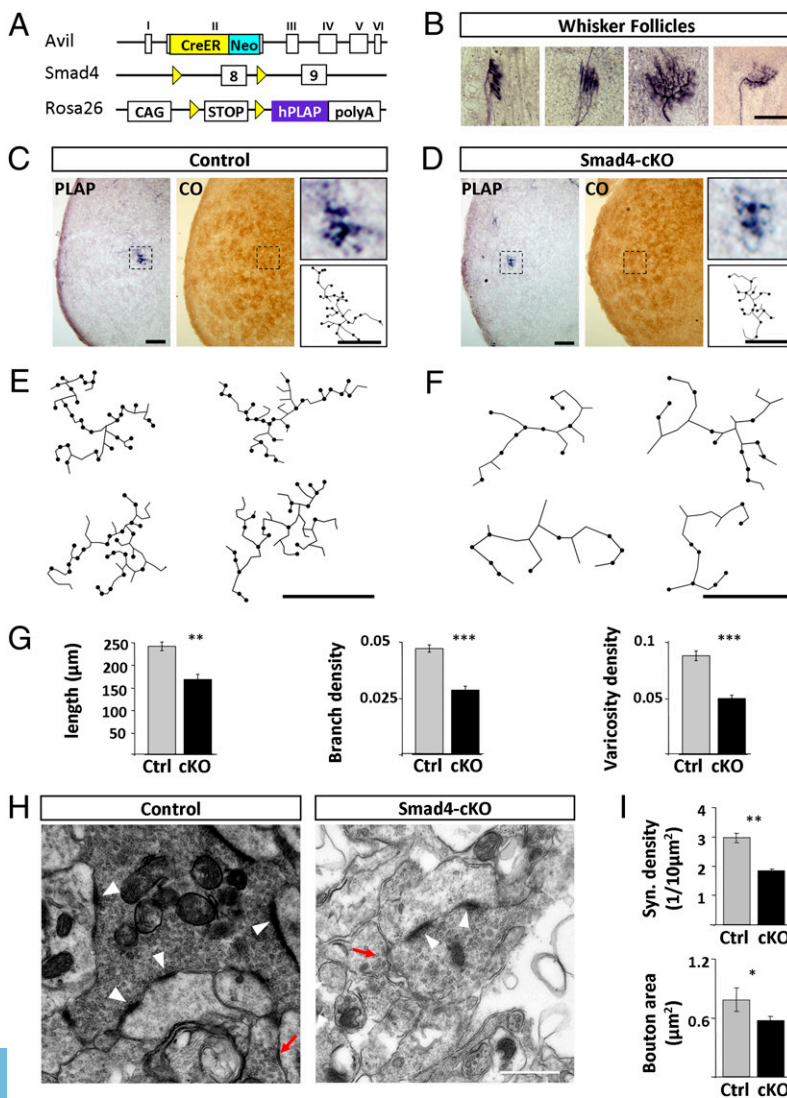 A
I II III IV V VI
Avil CreER Neo
Smad4 8 9
Rosa26 CAG STOP hPLAP polyA
B
Whisker Follicles
C
Control
PLAP CO
D
Smad4-cKO
PLAP CO
E
F
G
length (µm)
250
200
150
100
50
**
Ctrl cKO
Branch density
0.05
0.025
***
Ctrl cKO
Varicosity density
0.1
0.05
***
Ctrl cKO
H
Control
Smad4-cKO
I
Syn. density
(1/10µm²)
4
3
2
1
**
Ctrl cKO
Bouton area
(µm²)
1.2
0.6
*
Ctrl cKO